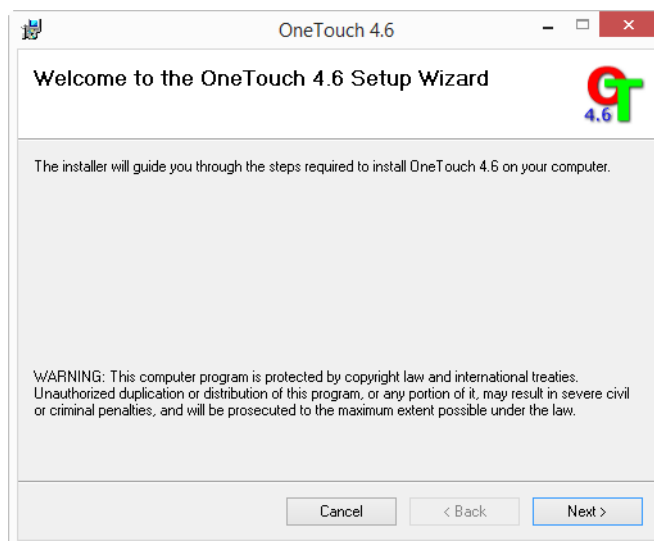 OneTouch 4.6
Welcome to the OneTouch 4.6 Setup Wizard
OT
4.6
The installer will guide you through the steps required to install OneTouch 4.6 on your computer.
WARNING: This computer program is protected by copyright law and international treaties.
Unauthorized duplication or distribution of this program, or any portion of it, may result in severe civil
or criminal penalties, and will be prosecuted to the maximum extent possible under the law.
Cancel
< Back
Next >